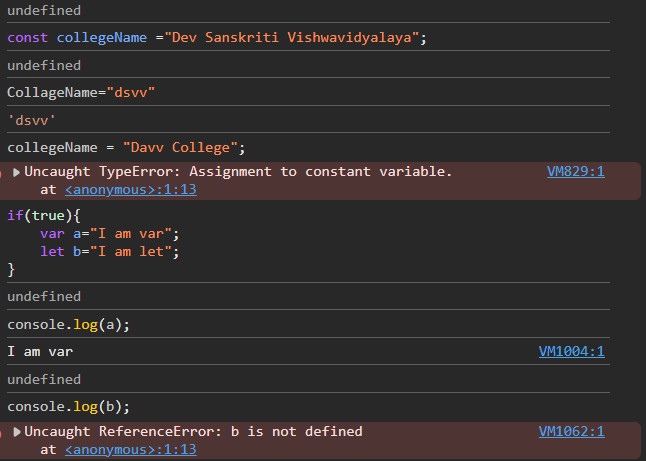 undefined
const collegeName ="Dev Sanskriti Vishwavidyalaya";
undefined
CollageName="dsvv"
'dsvv'
collegeName = "Davv College";
Uncaught TypeError: Assignment to constant variable. VM829:1
at <anonymous>:1:13
if(true){
var a="I am var";
let b="I am let";
}
undefined
console.log(a);
I am var VM1004:1
undefined
console.log(b);
Uncaught ReferenceError: b is not defined VM1062:1
at <anonymous>:1:13